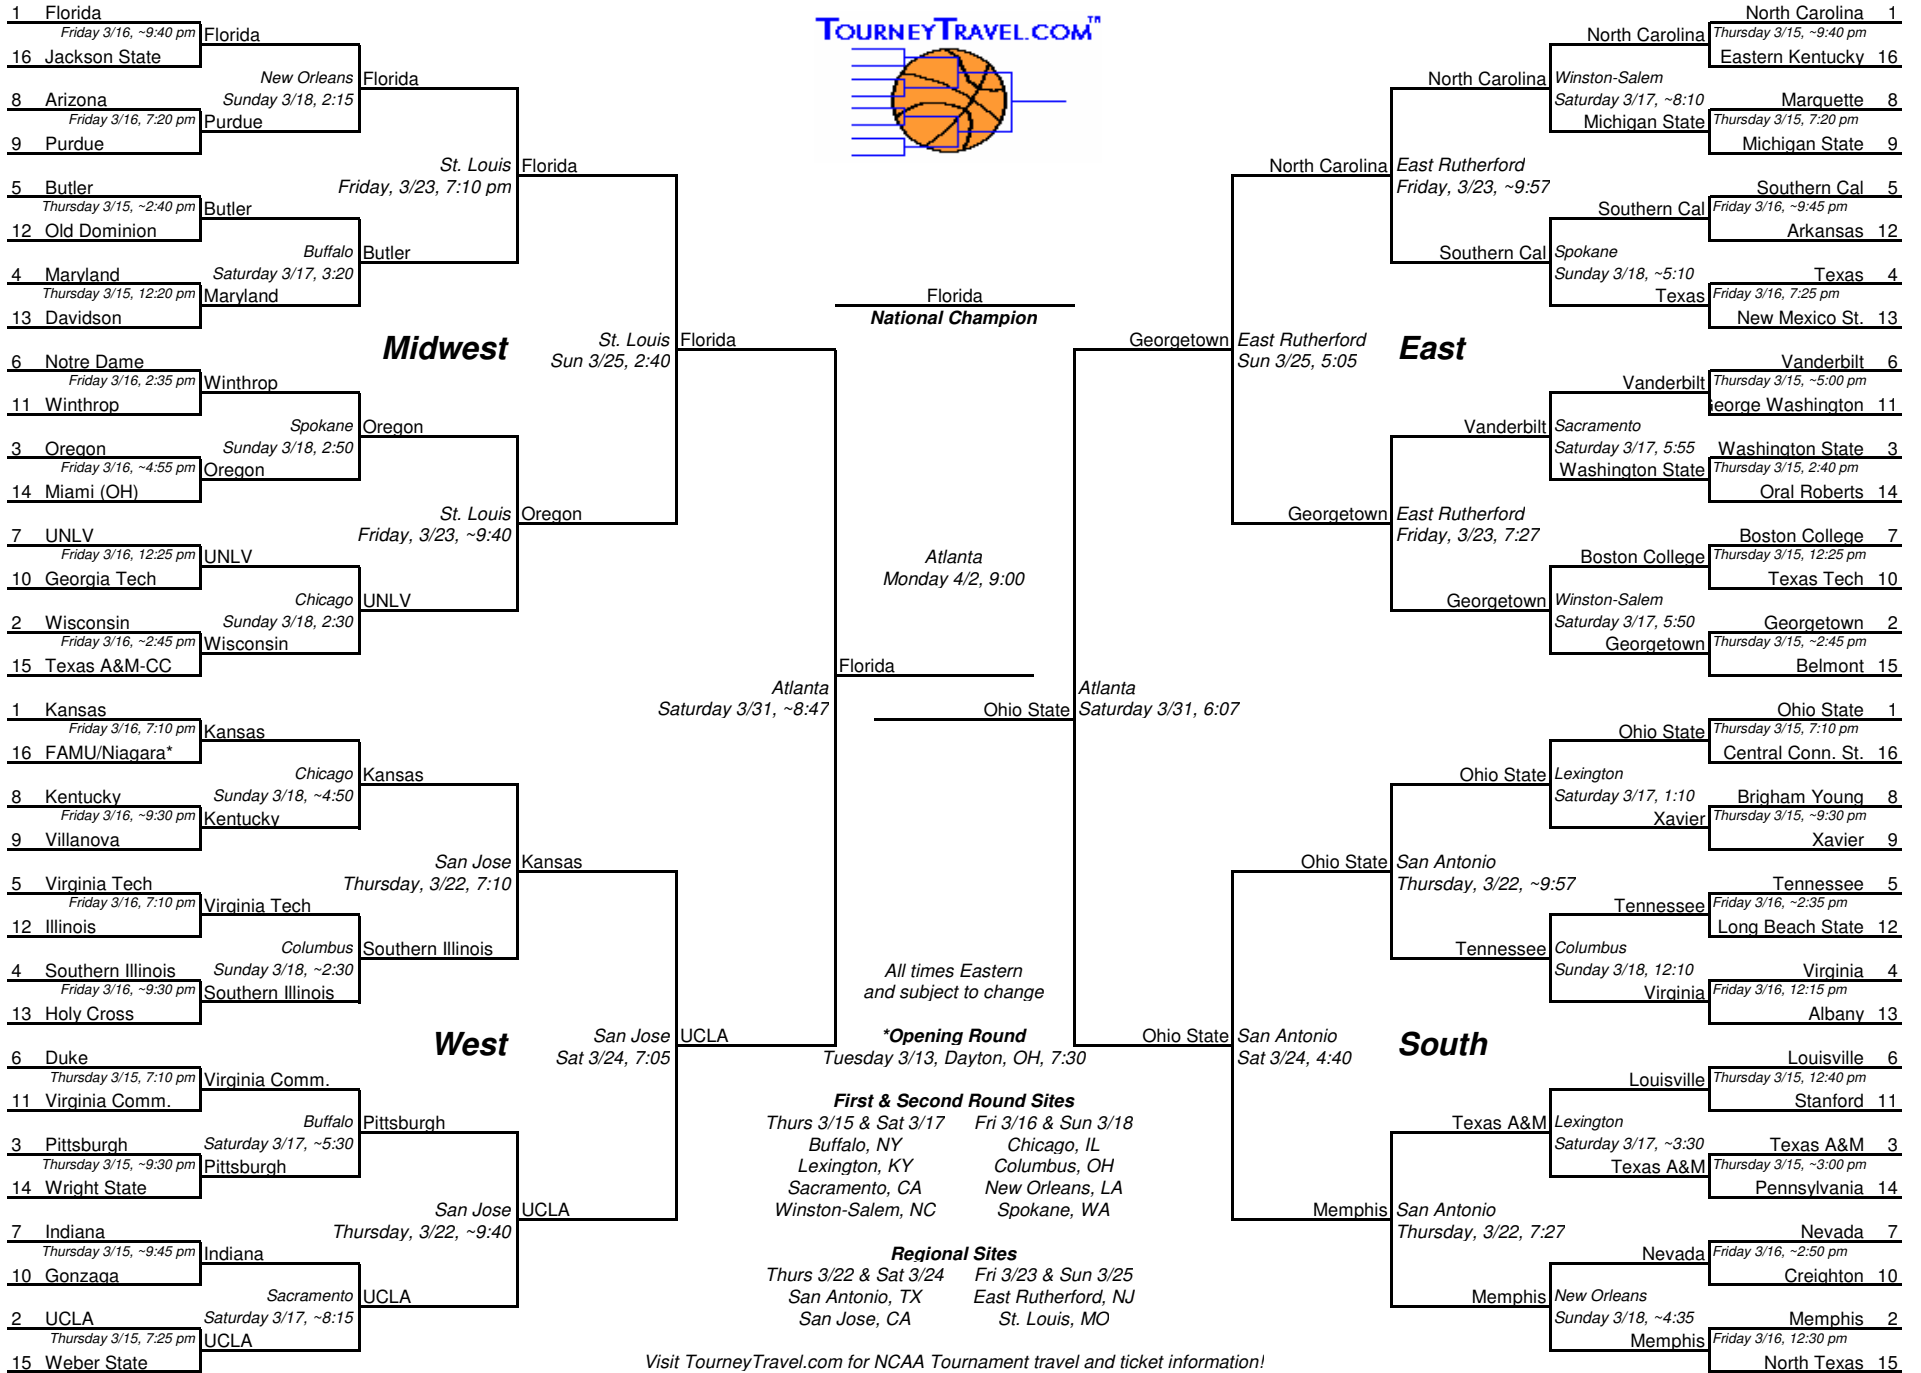 TOURNEYTRAVEL.COM™
1 Florida
Friday 3/16, ~9:40 pm
Florida
16 Jackson State
New Orleans
Sunday 3/18, 2:15
Florida
8 Arizona
Friday 3/16, 7:20 pm
Purdue
9 Purdue
St. Louis
Friday, 3/23, 7:10 pm
Florida
5 Butler
Thursday 3/15, ~2:40 pm
Butler
12 Old Dominion
Buffalo
Saturday 3/17, 3:20
Butler
4 Maryland
Thursday 3/15, 12:20 pm
Maryland
13 Davidson
Midwest
St. Louis
Sun 3/25, 2:40
Florida
6 Notre Dame
Friday 3/16, 2:35 pm
Winthrop
11 Winthrop
Spokane
Sunday 3/18, 2:50
Oregon
3 Oregon
Friday 3/16, ~4:55 pm
Oregon
14 Miami (OH)
St. Louis
Friday, 3/23, ~9:40
Oregon
7 UNLV
Friday 3/16, 12:25 pm
UNLV
10 Georgia Tech
Chicago
Sunday 3/18, 2:30
UNLV
2 Wisconsin
Friday 3/16, ~2:45 pm
Wisconsin
15 Texas A&M-CC
Atlanta
Saturday 3/31, ~8:47
Florida
1 Kansas
Friday 3/16, 7:10 pm
Kansas
16 FAMU/Niagara*
Chicago
Sunday 3/18, ~4:50
Kansas
8 Kentucky
Friday 3/16, ~9:30 pm
Kentucky
9 Villanova
San Jose
Thursday, 3/22, 7:10
Kansas
5 Virginia Tech
Friday 3/16, 7:10 pm
Virginia Tech
12 Illinois
Columbus
Sunday 3/18, ~2:30
Southern Illinois
4 Southern Illinois
Friday 3/16, ~9:30 pm
Southern Illinois
13 Holy Cross
West
San Jose
Sat 3/24, 7:05
UCLA
6 Duke
Thursday 3/15, 7:10 pm
Virginia Comm.
11 Virginia Comm.
Buffalo
Saturday 3/17, ~5:30
Pittsburgh
3 Pittsburgh
Thursday 3/15, ~9:30 pm
Pittsburgh
14 Wright State
San Jose
Thursday, 3/22, ~9:40
UCLA
7 Indiana
Thursday 3/15, ~9:45 pm
Indiana
10 Gonzaga
Sacramento
Saturday 3/17, ~8:15
UCLA
2 UCLA
Thursday 3/15, 7:25 pm
UCLA
15 Weber State
Florida
National Champion
Atlanta
Monday 4/2, 9:00
All times Eastern
and subject to change
*Opening Round
Tuesday 3/13, Dayton, OH, 7:30
First & Second Round Sites
Thurs 3/15 & Sat 3/17 Fri 3/16 & Sun 3/18
Buffalo, NY Chicago, IL
Lexington, KY Columbus, OH
Sacramento, CA New Orleans, LA
Winston-Salem, NC Spokane, WA
Regional Sites
Thurs 3/22 & Sat 3/24 Fri 3/23 & Sun 3/25
San Antonio, TX East Rutherford, NJ
San Jose, CA St. Louis, MO
Visit TourneyTravel.com for NCAA Tournament travel and ticket information!
North Carolina 1
North Carolina
Thursday 3/15, ~9:40 pm
Eastern Kentucky 16
North Carolina
Winston-Salem
Saturday 3/17, ~8:10
Marquette 8
Michigan State
Thursday 3/15, 7:20 pm
Michigan State 9
North Carolina
East Rutherford
Friday, 3/23, ~9:57
Southern Cal 5
Southern Cal
Friday 3/16, ~9:45 pm
Arkansas 12
Southern Cal
Spokane
Sunday 3/18, ~5:10
Texas 4
Texas
Friday 3/16, 7:25 pm
New Mexico St. 13
Georgetown
East Rutherford
Sun 3/25, 5:05
East
Vanderbilt 6
Vanderbilt
Thursday 3/15, ~5:00 pm
George Washington 11
Vanderbilt
Sacramento
Saturday 3/17, 5:55
Washington State 3
Washington State
Thursday 3/15, 2:40 pm
Oral Roberts 14
Georgetown
East Rutherford
Friday, 3/23, 7:27
Boston College 7
Boston College
Thursday 3/15, 12:25 pm
Texas Tech 10
Georgetown
Winston-Salem
Saturday 3/17, 5:50
Georgetown 2
Georgetown
Thursday 3/15, ~2:45 pm
Belmont 15
Ohio State
Atlanta
Saturday 3/31, 6:07
Ohio State 1
Ohio State
Thursday 3/15, 7:10 pm
Central Conn. St. 16
Ohio State
Lexington
Saturday 3/17, 1:10
Brigham Young 8
Xavier
Thursday 3/15, ~9:30 pm
Xavier 9
Ohio State
San Antonio
Thursday, 3/22, ~9:57
Tennessee 5
Tennessee
Friday 3/16, ~2:35 pm
Long Beach State 12
Tennessee
Columbus
Sunday 3/18, 12:10
Virginia 4
Virginia
Friday 3/16, 12:15 pm
Albany 13
Ohio State
San Antonio
Sat 3/24, 4:40
South
Louisville 6
Louisville
Thursday 3/15, 12:40 pm
Stanford 11
Texas A&M
Lexington
Saturday 3/17, ~3:30
Texas A&M 3
Texas A&M
Thursday 3/15, ~3:00 pm
Pennsylvania 14
Memphis
San Antonio
Thursday, 3/22, 7:27
Nevada 7
Nevada
Friday 3/16, ~2:50 pm
Creighton 10
Memphis
New Orleans
Sunday 3/18, ~4:35
Memphis 2
Memphis
Friday 3/16, 12:30 pm
North Texas 15